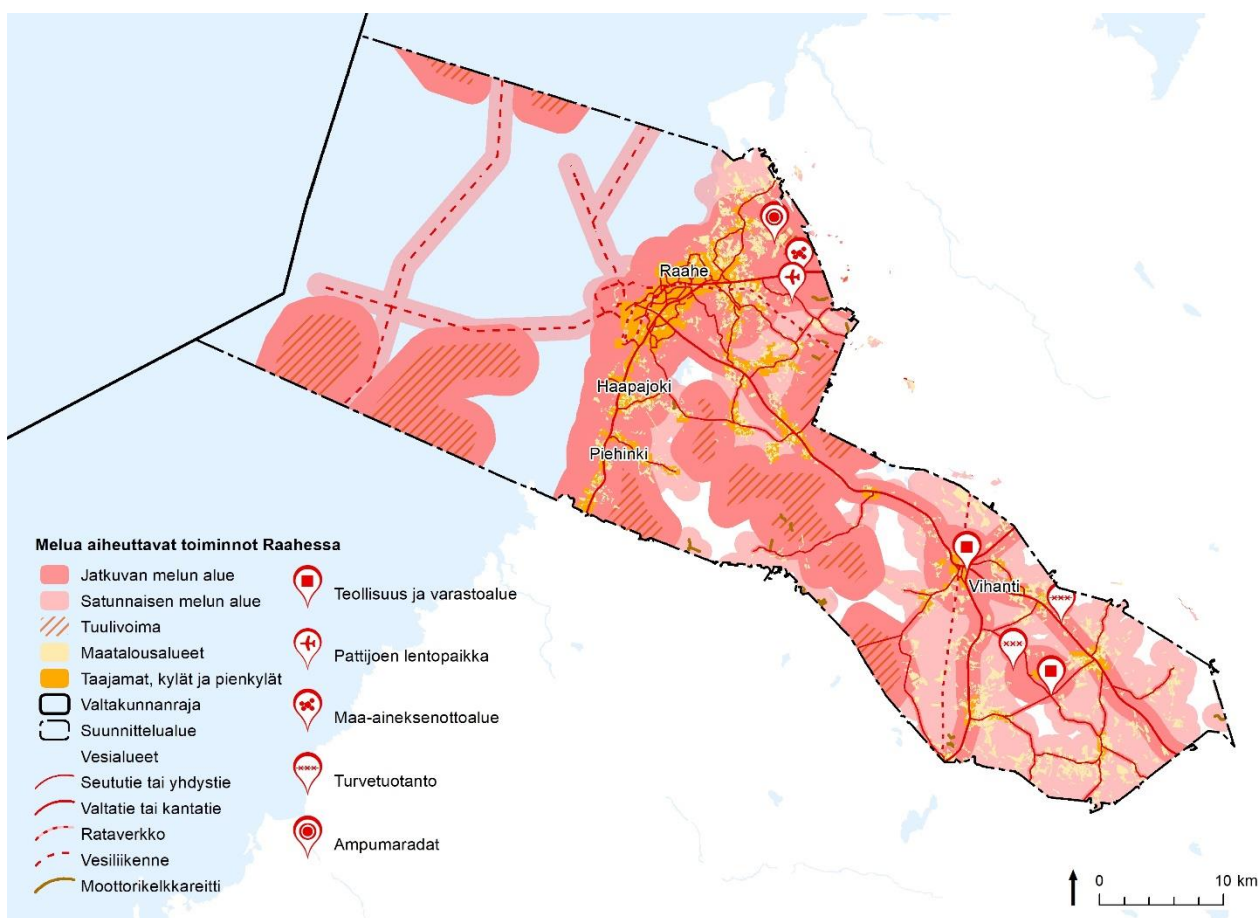 Raahe
Haapajoki
Piehinki
Vihanti
Melua aiheuttavat toiminnot Raahessa
Jatkuvan melun alue
Satunnaisen melun alue
Tuulivoima
Maatalousalueet
Taajamat, kylät ja pienkylät
Valtakunnanraja
Suunnittelualue
Vesialueet
Seututie tai yhdystie
Valtatie tai kantatie
Rataverkko
Vesiliikenne
Moottorikelkkareitti
Teollisuus ja varastoalue
Pattijoen lentopaikka
Maa-aineksenottoalue
Turvetuotanto
Ampumaradat
0 10 km